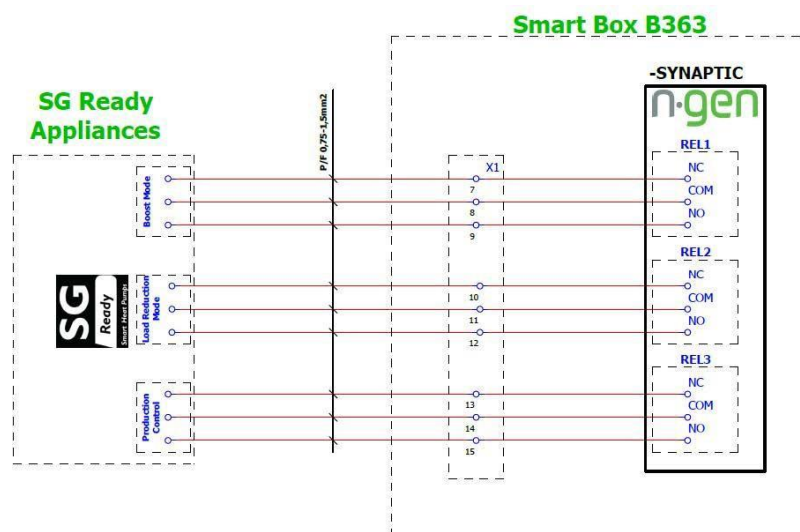 Smart Box B363
-SYNAPTIC
n·gen
SG Ready
Appliances
P/F 0,75-1,5mm2
X1
REL1
Boost Mode
NC
7
COM
8
NO
9
REL2
SG
Ready
Smart Heat Pumps
Load Reduction
Mode
NC
10
COM
11
NO
12
REL3
Production
Control
NC
13
COM
14
NO
15